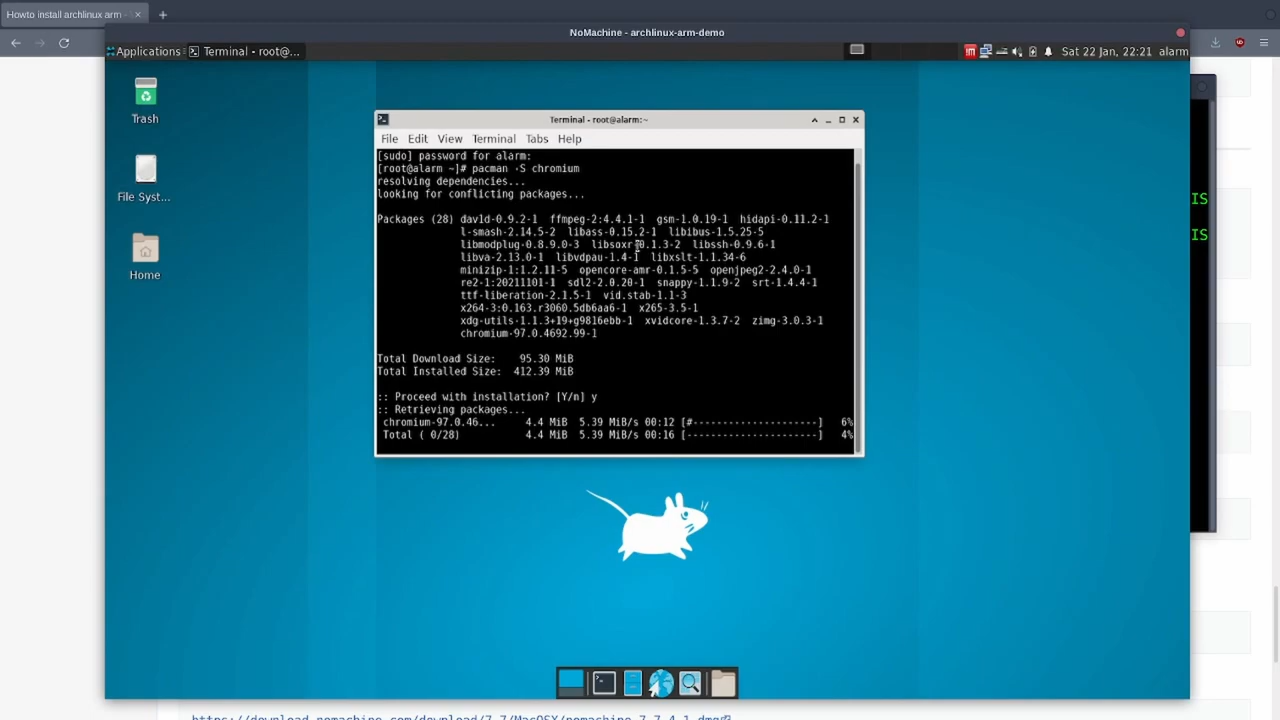 Howto install archlinux arm -
NoMachine - archlinux-arm-demo
Applications
Terminal - root@...
Sat 22 Jan, 22:21
alarm
Trash
File Syst...
Home
Terminal - root@alarm:~
File Edit View Terminal Tabs Help
[sudo] password for alarm:
[root@alarm ~]# pacman -S chromium
resolving dependencies...
looking for conflicting packages...
Packages (28) dav1d-0.9.2-1 ffmpeg-2:4.4.1-1 gsm-1.0.19-1 hidapi-0.11.2-1
l-smash-2.14.5-2 libass-0.15.2-1 libibus-1.5.25-5
libmodplug-0.8.9.0-3 libsoxr-0.1.3-2 libssh-0.9.6-1
libva-2.13.0-1 libvdpau-1.4-1 libxslt-1.1.34-6
minizip-1:1.2.11-5 opencore-amr-0.1.5-5 openjpeg2-2.4.0-1
re2-1:20211101-1 sdl2-2.0.20-1 snappy-1.1.9-2 srt-1.4.4-1
ttf-liberation-2.1.5-1 vid.stab-1.1-3
x264-3:0.163.r3060.5db6aa6-1 x265-3.5-1
xdg-utils-1.1.3+19+g9816ebb-1 xvidcore-1.3.7-2 zimg-3.0.3-1
chromium-97.0.4692.99-1
Total Download Size: 95.30 MiB
Total Installed Size: 412.39 MiB
:: Proceed with installation? [Y/n] y
:: Retrieving packages...
chromium-97.0.46... 4.4 MiB 5.39 MiB/s 00:12 [#---------------------] 6%
Total ( 0/28) 4.4 MiB 5.39 MiB/s 00:16 [----------------------] 4%
IS
IS
https://download.nomachine.com/download/7.7/MacOSX/nomachine_7.7.4_1.dmg